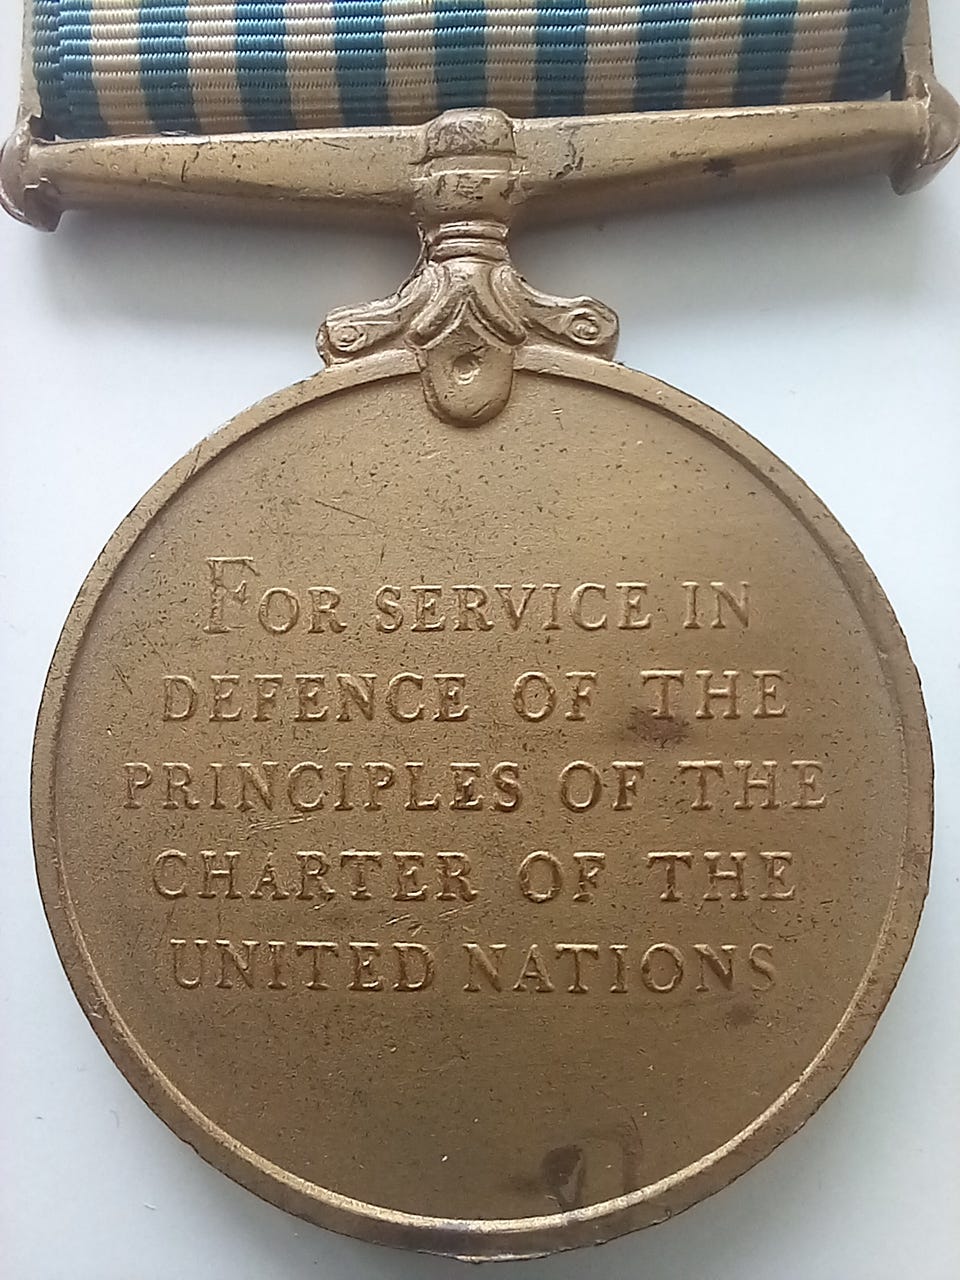 FOR SERVICE IN
DEFENCE OF THE
PRINCIPLES OF THE
CHARTER OF THE
UNITED NATIONS